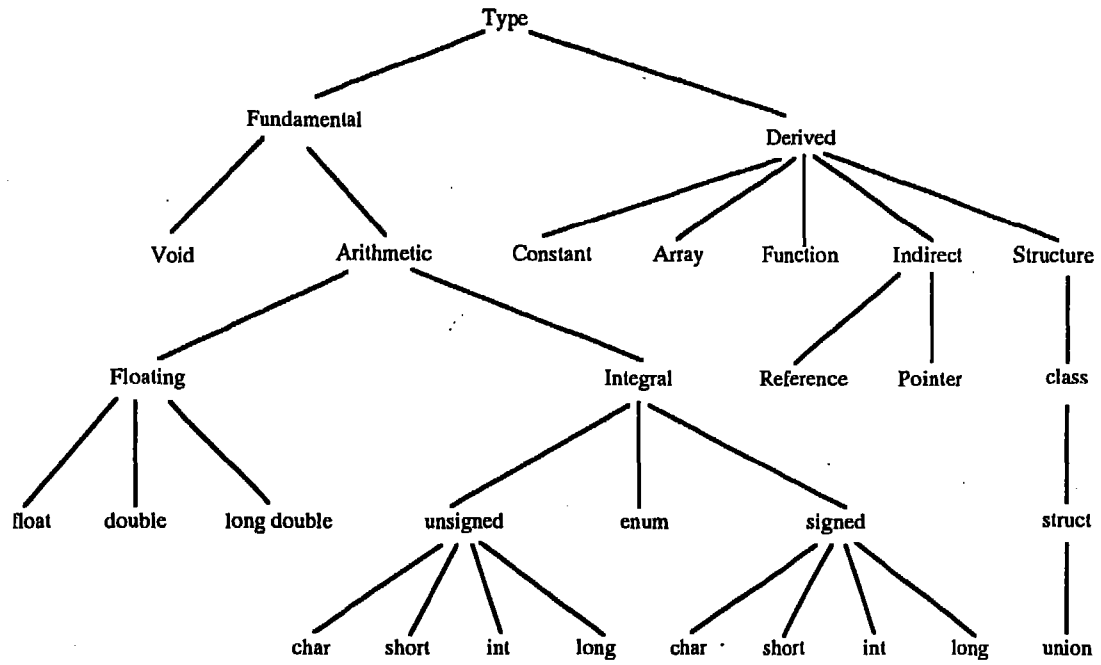 Type
Fundamental
Derived
Void Arithmetic Constant Array Function Indirect Structure
Floating Integral Reference Pointer class
float double long double unsigned enum signed struct
char short int long char short int long union